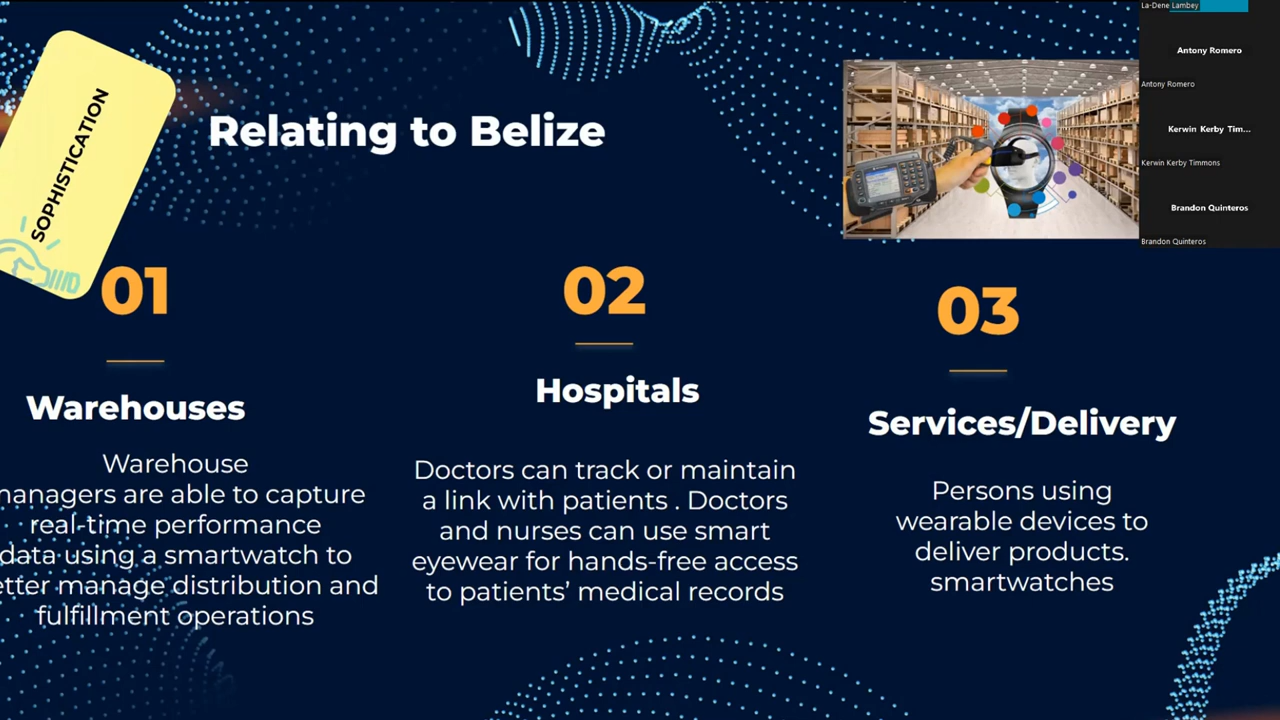 La-Dene Lambey
Antony Romero
Antony Romero
Kerwin Kerby Tim...
Kerwin Kerby Timmons
Brandon Quinteros
Brandon Quinteros
SOPHISTICATION
Relating to Belize
01
Warehouses
Warehouse
anagers are able to capture
real-time performance
data using a smartwatch to
etter manage distribution and
fulfillment operations
02
Hospitals
Doctors can track or maintain
a link with patients . Doctors
and nurses can use smart
eyewear for hands-free access
to patients’ medical records
03
Services/Delivery
Persons using
wearable devices to
deliver products.
smartwatches